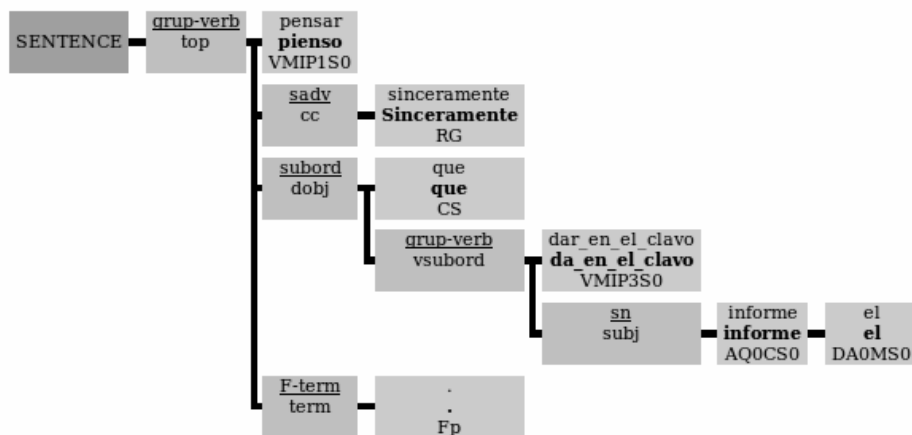 grup-verb
pensar
SENTENCE
top
pienso
VMIP1S0
sadv
sinceramente
cc
Sinceramente
RG
subord
que
dobj
que
CS
grup-verb
dar_en_el_clavo
vsubord
da_en_el_clavo
VMIP3S0
sn
informe
el
subj
informe
el
AQ0CS0
DA0MS0
F-term
.
term
.
Fp